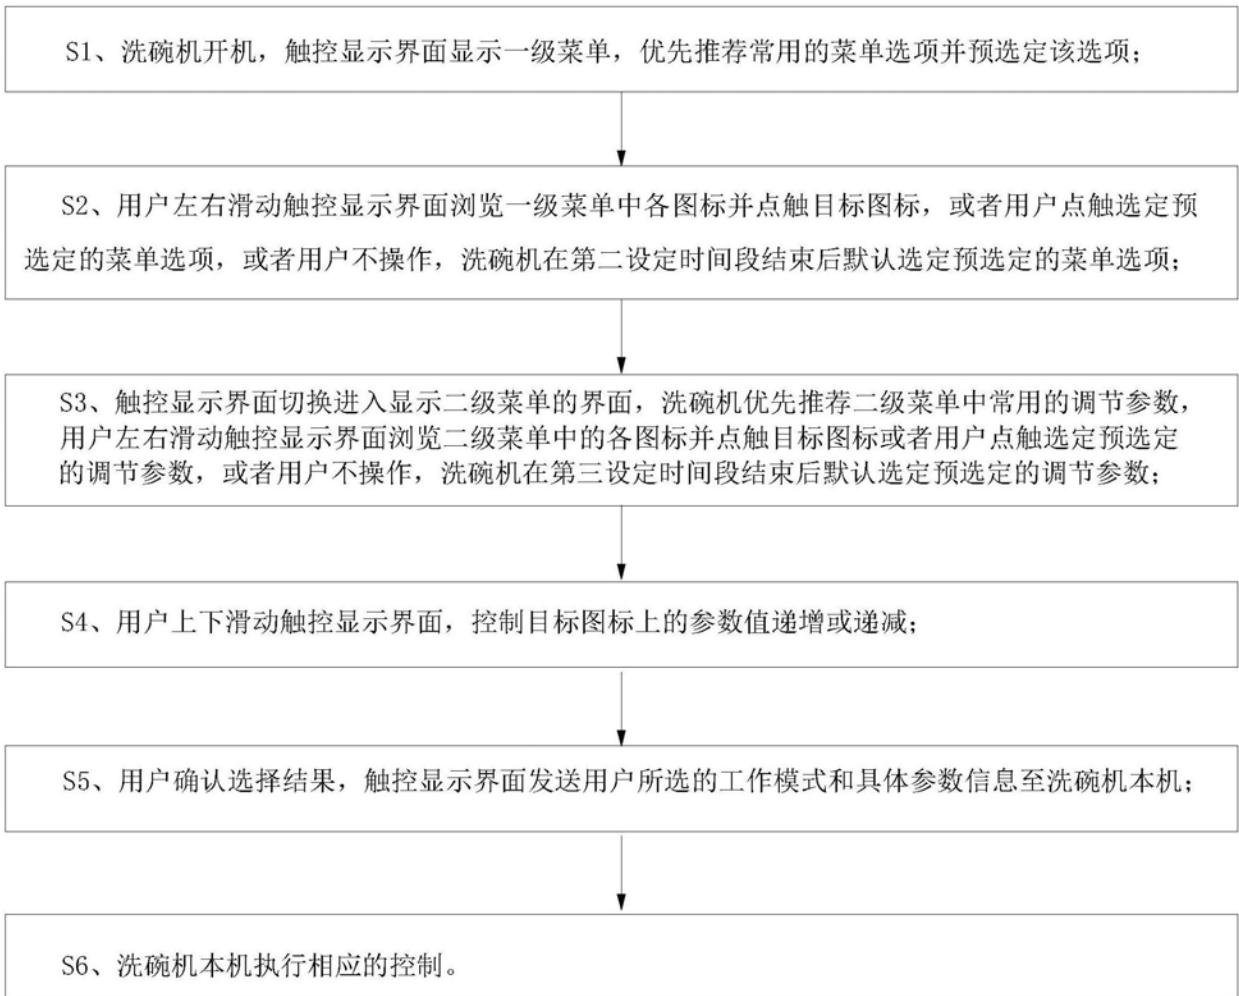 S1、洗碗机开机，触控显示界面显示一级菜单，优先推荐常用的菜单选项并预选定该选项；
S2、用户左右滑动触控显示界面浏览一级菜单中各图标并点触目标图标，或者用户点触选定预
选定的菜单选项，或者用户不操作，洗碗机在第二设定时间段结束后默认选定预选定的菜单选项；
S3、触控显示界面切换进入显示二级菜单的界面，洗碗机优先推荐二级菜单中常用的调节参数，
用户左右滑动触控显示界面浏览二级菜单中的各图标并点触目标图标或者用户点触选定预选定
的调节参数，或者用户不操作，洗碗机在第三设定时间段结束后默认选定预选定的调节参数；
S4、用户上下滑动触控显示界面，控制目标图标上的参数值递增或递减；
S5、用户确认选择结果，触控显示界面发送用户所选的工作模式和具体参数信息至洗碗机本机；
S6、洗碗机本机执行相应的控制。